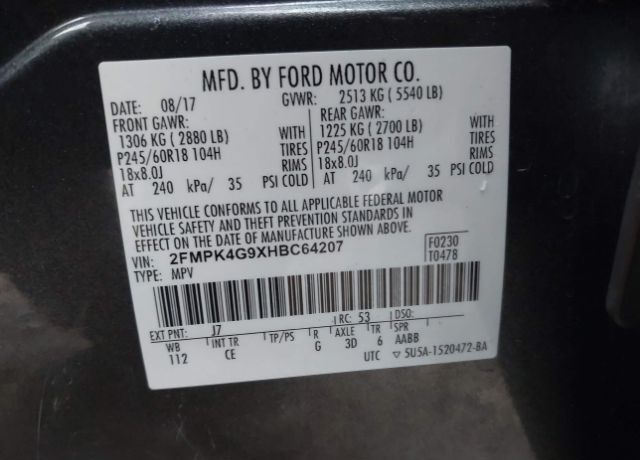 MFD. BY FORD MOTOR CO.
DATE: 08/17 GVWR: 2513 KG ( 5540 LB)
FRONT GAWR: REAR GAWR:
1306 KG ( 2880 LB) WITH 1225 KG ( 2700 LB) WITH
P245/60R18 104H TIRES P245/60R18 104H TIRES
18x8.0J RIMS 18x8.0J RIMS
AT 240 kPa/ 35 PSI COLD AT 240 kPa/ 35 PSI COLD
THIS VEHICLE CONFORMS TO ALL APPLICABLE FEDERAL MOTOR
VEHICLE SAFETY AND THEFT PREVENTION STANDARDS IN
EFFECT ON THE DATE OF MANUFACTURE SHOWN ABOVE.
VIN: 2FMPK4G9XHBC64207 F0230
TYPE: MPV T0478
EXT PNT: J7 RC: 53 DSO:
WB INT TR TP/PS R AXLE TR SPR
112 CE G 3D 6 AABB
UTC ▽ 5U5A-1520472-BA